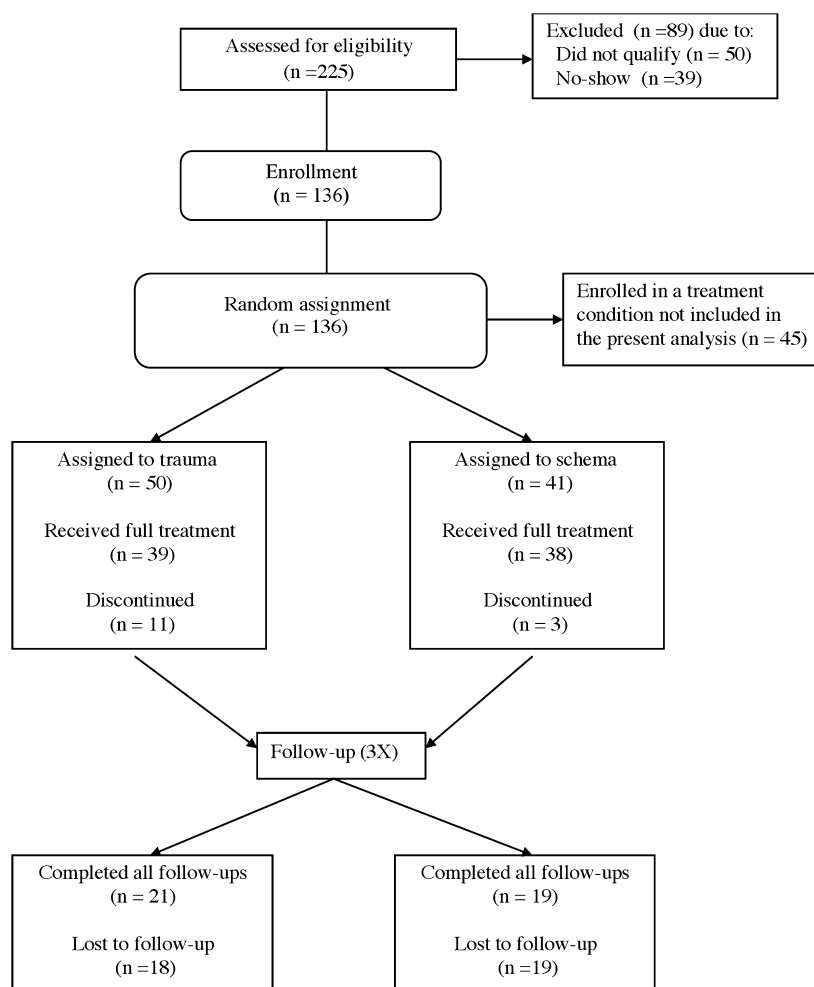 Assessed for eligibility
(n =225)
Excluded (n =89) due to:
Did not qualify (n = 50)
No-show (n =39)
Enrollment
(n = 136)
Random assignment
(n = 136)
Enrolled in a treatment
condition not included in
the present analysis (n = 45)
Assigned to trauma
(n = 50)
Received full treatment
(n = 39)
Discontinued
(n = 11)
Assigned to schema
(n = 41)
Received full treatment
(n = 38)
Discontinued
(n = 3)
Follow-up (3X)
Completed all follow-ups
(n = 21)
Lost to follow-up
(n =18)
Completed all follow-ups
(n = 19)
Lost to follow-up
(n =19)